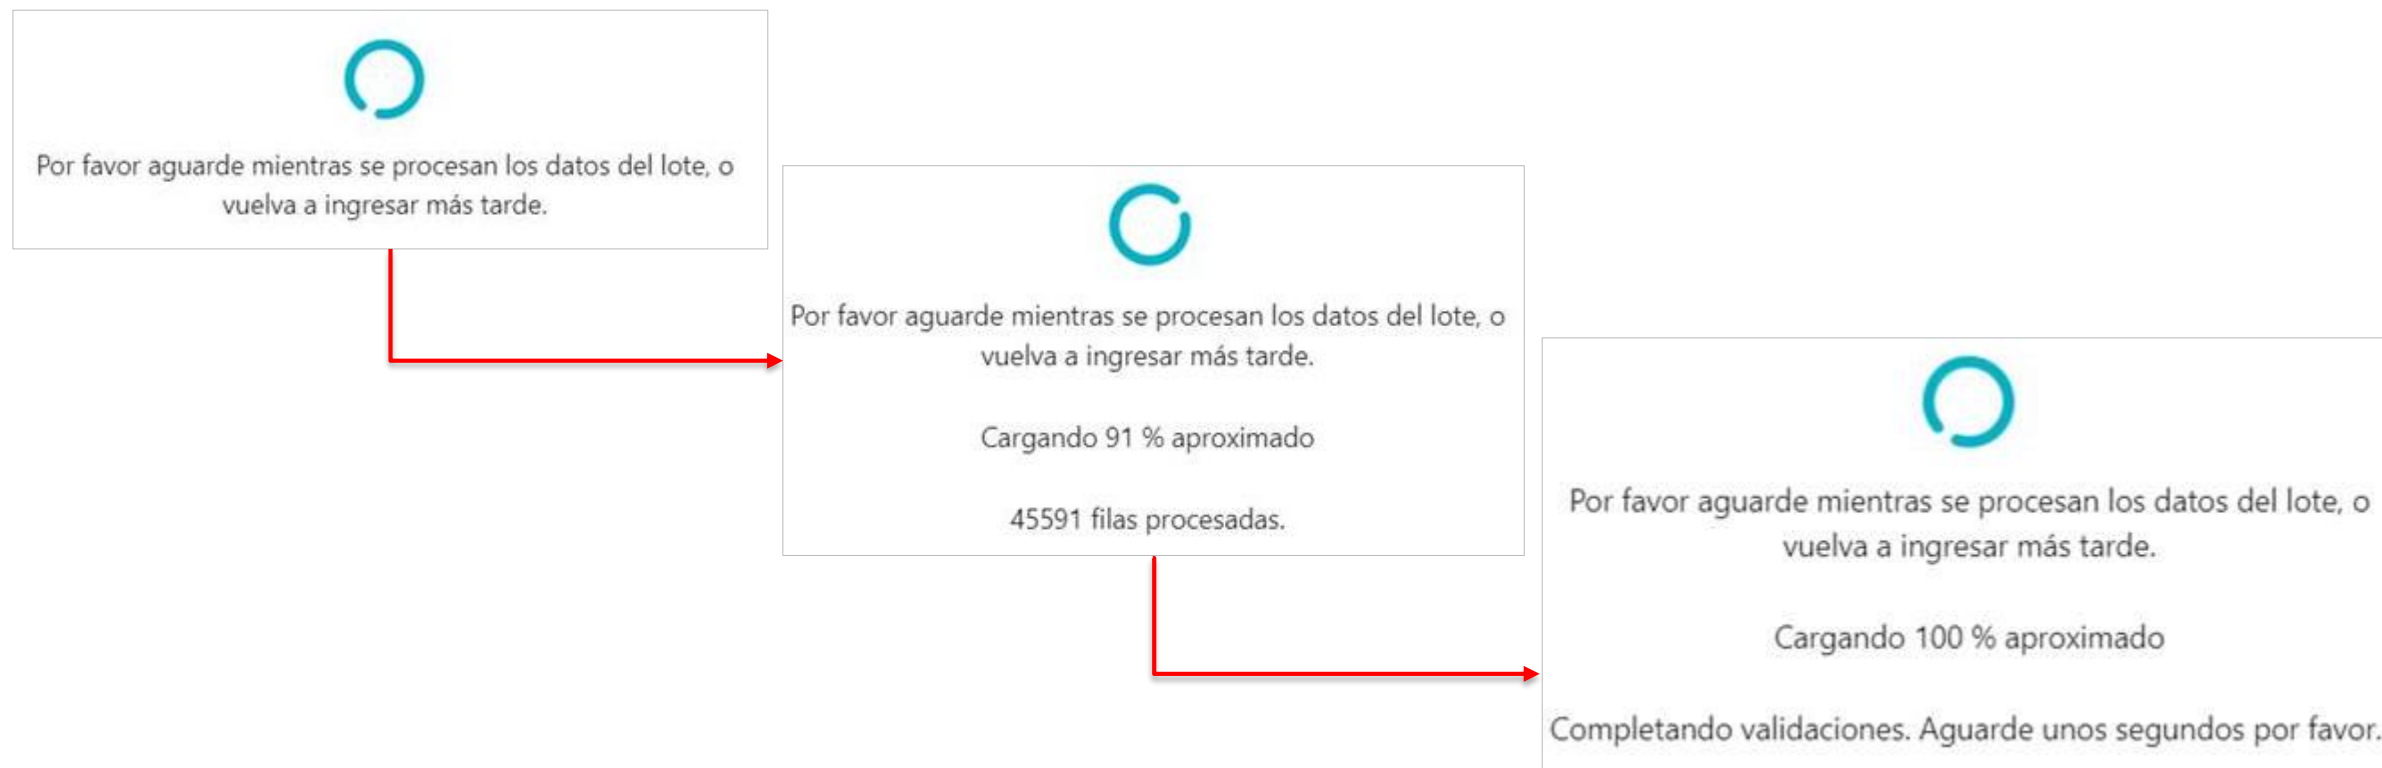 Por favor aguarde mientras se procesan los datos del lote, o
vuelva a ingresar más tarde.
Por favor aguarde mientras se procesan los datos del lote, o
vuelva a ingresar más tarde.
Cargando 91 % aproximado
45591 filas procesadas.
Por favor aguarde mientras se procesan los datos del lote, o
vuelva a ingresar más tarde.
Cargando 100 % aproximado
Completando validaciones. Aguarde unos segundos por favor.